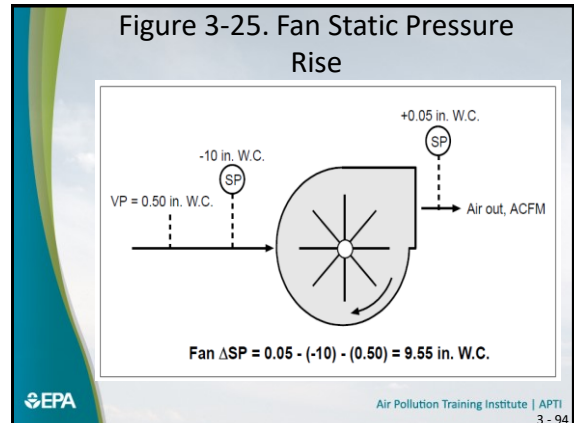 Figure 3-25. Fan Static Pressure
Rise
+0.05 in. W.C.
SP
-10 in. W.C.
SP
VP = 0.50 in. W.C.
Air out, ACFM
Fan ΔSP = 0.05 - (-10) - (0.50) = 9.55 in. W.C.
EPA
Air Pollution Training Institute | APTI
3 - 94